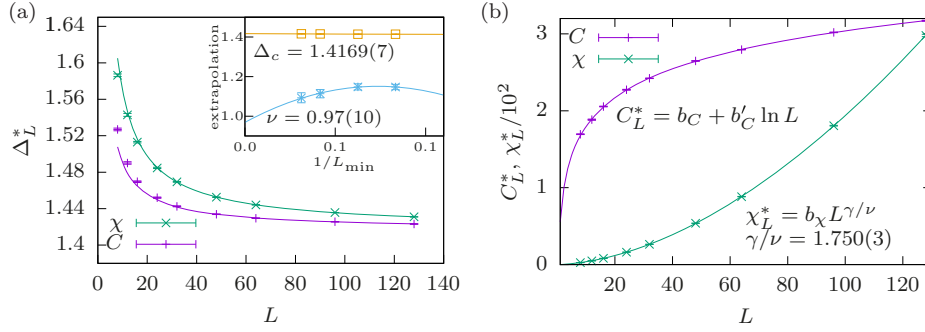 (a)
1.64
1.6
1.56
1.52
1.48
1.44
1.4
Δ*_L
0 20 40 60 80 100 120 140
L
χ
C
extrapolation
1.4
1.2
1.0
Δ_c = 1.4169(7)
ν = 0.97(10)
0.0 0.1 0.1
1/L_min
(b)
C*_L, χ*_L/10^2
3
2
1
0
C
χ
C*_L = b_C + b'_C ln L
χ*_L = b_χ L^{γ/ν}
γ/ν = 1.750(3)
20 40 60 80 100 120
L